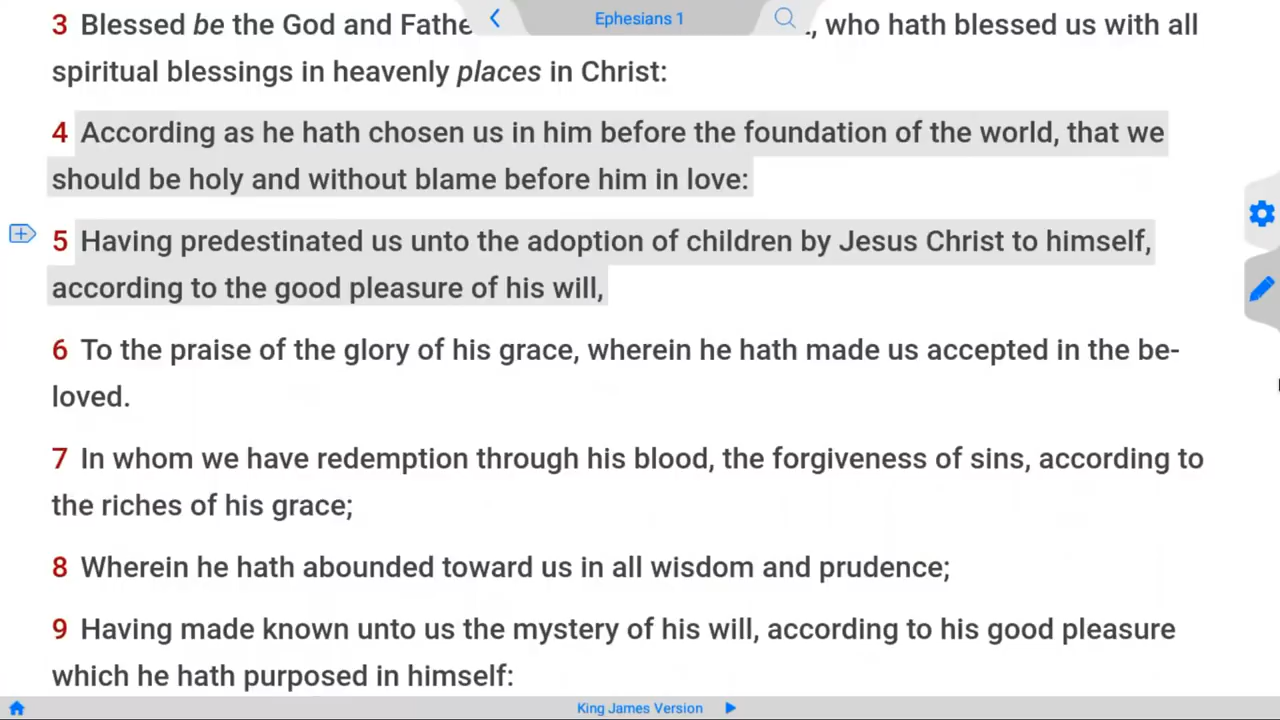 Ephesians 1
3 Blessed be the God and , who hath blessed us with all
spiritual blessings in heavenly places in Christ:
4 According as he hath chosen us in him before the foundation of the world, that we
should be holy and without blame before him in love:
5 Having predestinated us unto the adoption of children by Jesus Christ to himself,
according to the good pleasure of his will,
6 To the praise of the glory of his grace, wherein he hath made us accepted in the be-
loved.
7 In whom we have redemption through his blood, the forgiveness of sins, according to
the riches of his grace;
8 Wherein he hath abounded toward us in all wisdom and prudence;
9 Having made known unto us the mystery of his will, according to his good pleasure
which he hath purposed in himself:
King James Version